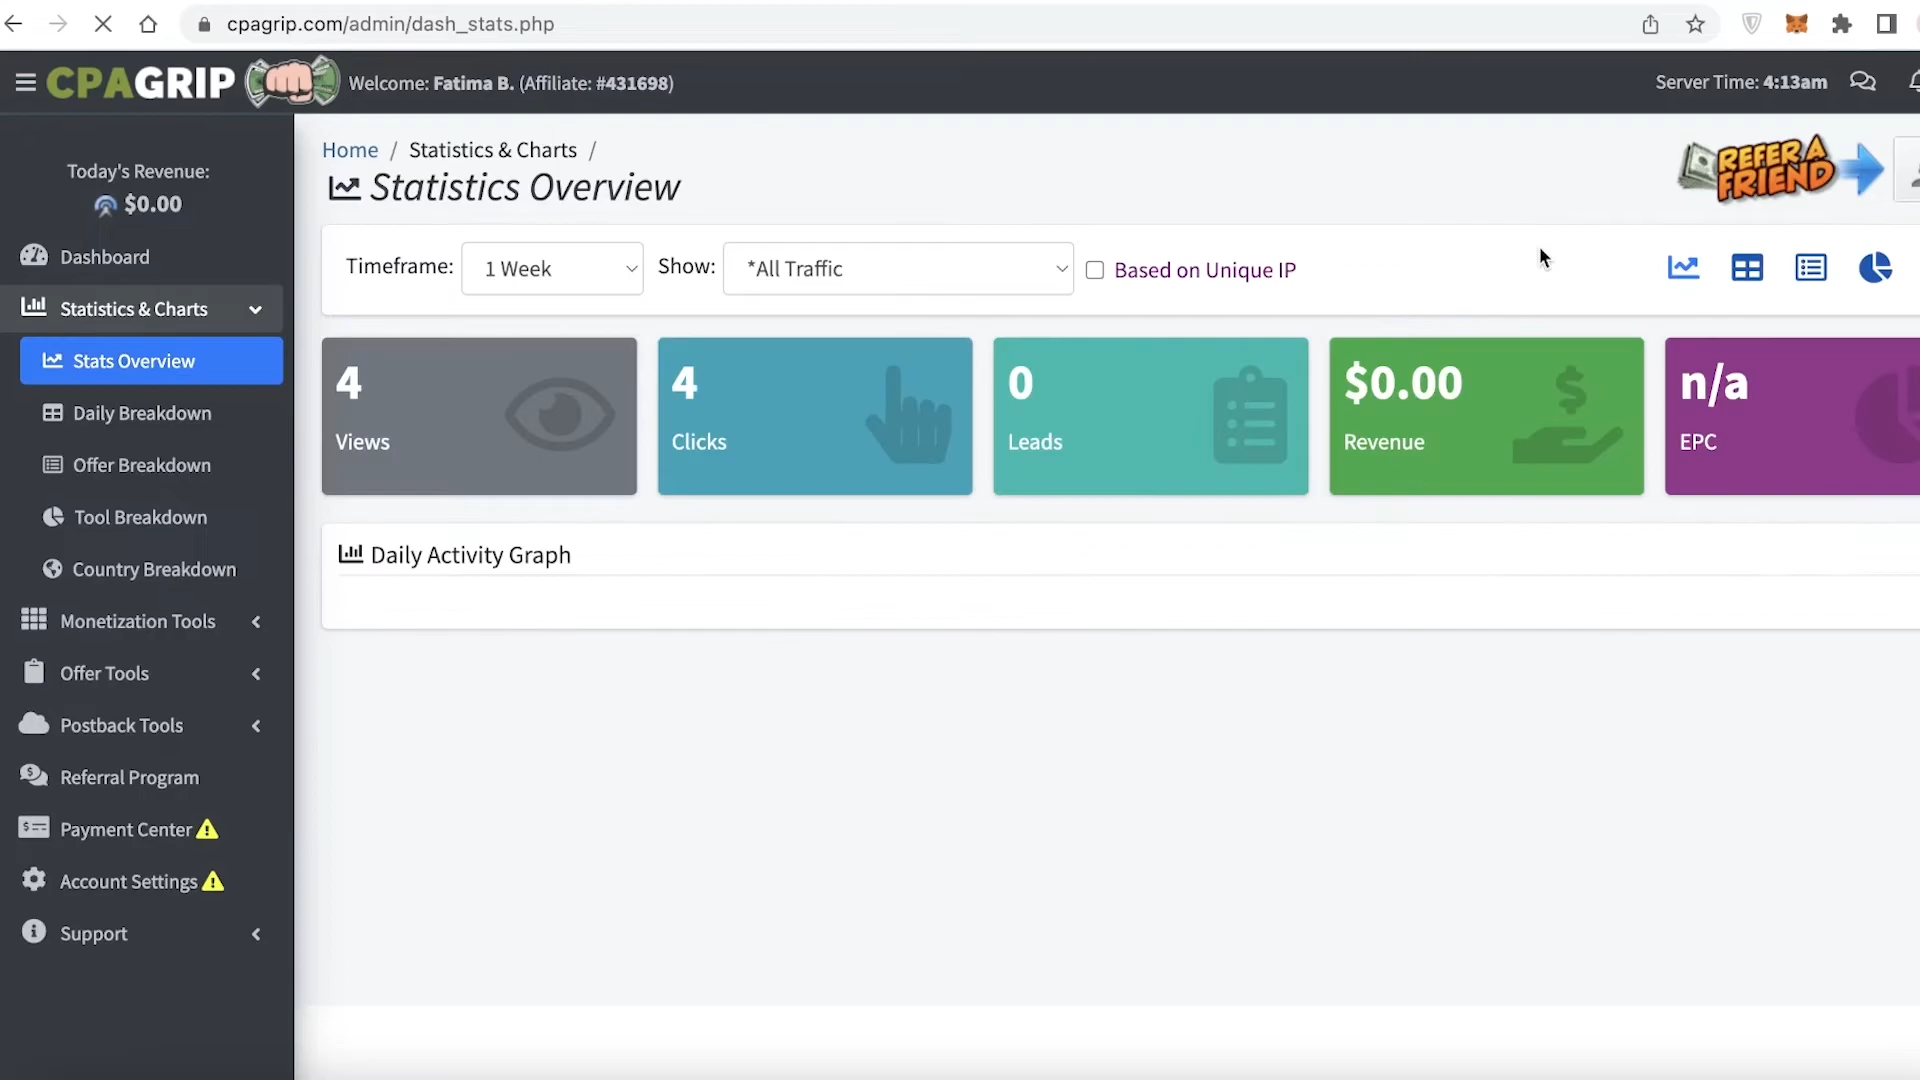 cpagrip.com/admin/dash_stats.php
CPAGRIP Welcome: Fatima B. (Affiliate: #431698)
Server Time: 4:13am
Today's Revenue:
$0.00
Dashboard
Statistics & Charts
Stats Overview
Daily Breakdown
Offer Breakdown
Tool Breakdown
Country Breakdown
Monetization Tools
Offer Tools
Postback Tools
Referral Program
Payment Center
Account Settings
Support
Home / Statistics & Charts /
Statistics Overview
REFER A
FRIEND
Timeframe: 1 Week Show: *All Traffic Based on Unique IP
4
Views
4
Clicks
0
Leads
$0.00
Revenue
n/a
EPC
Daily Activity Graph